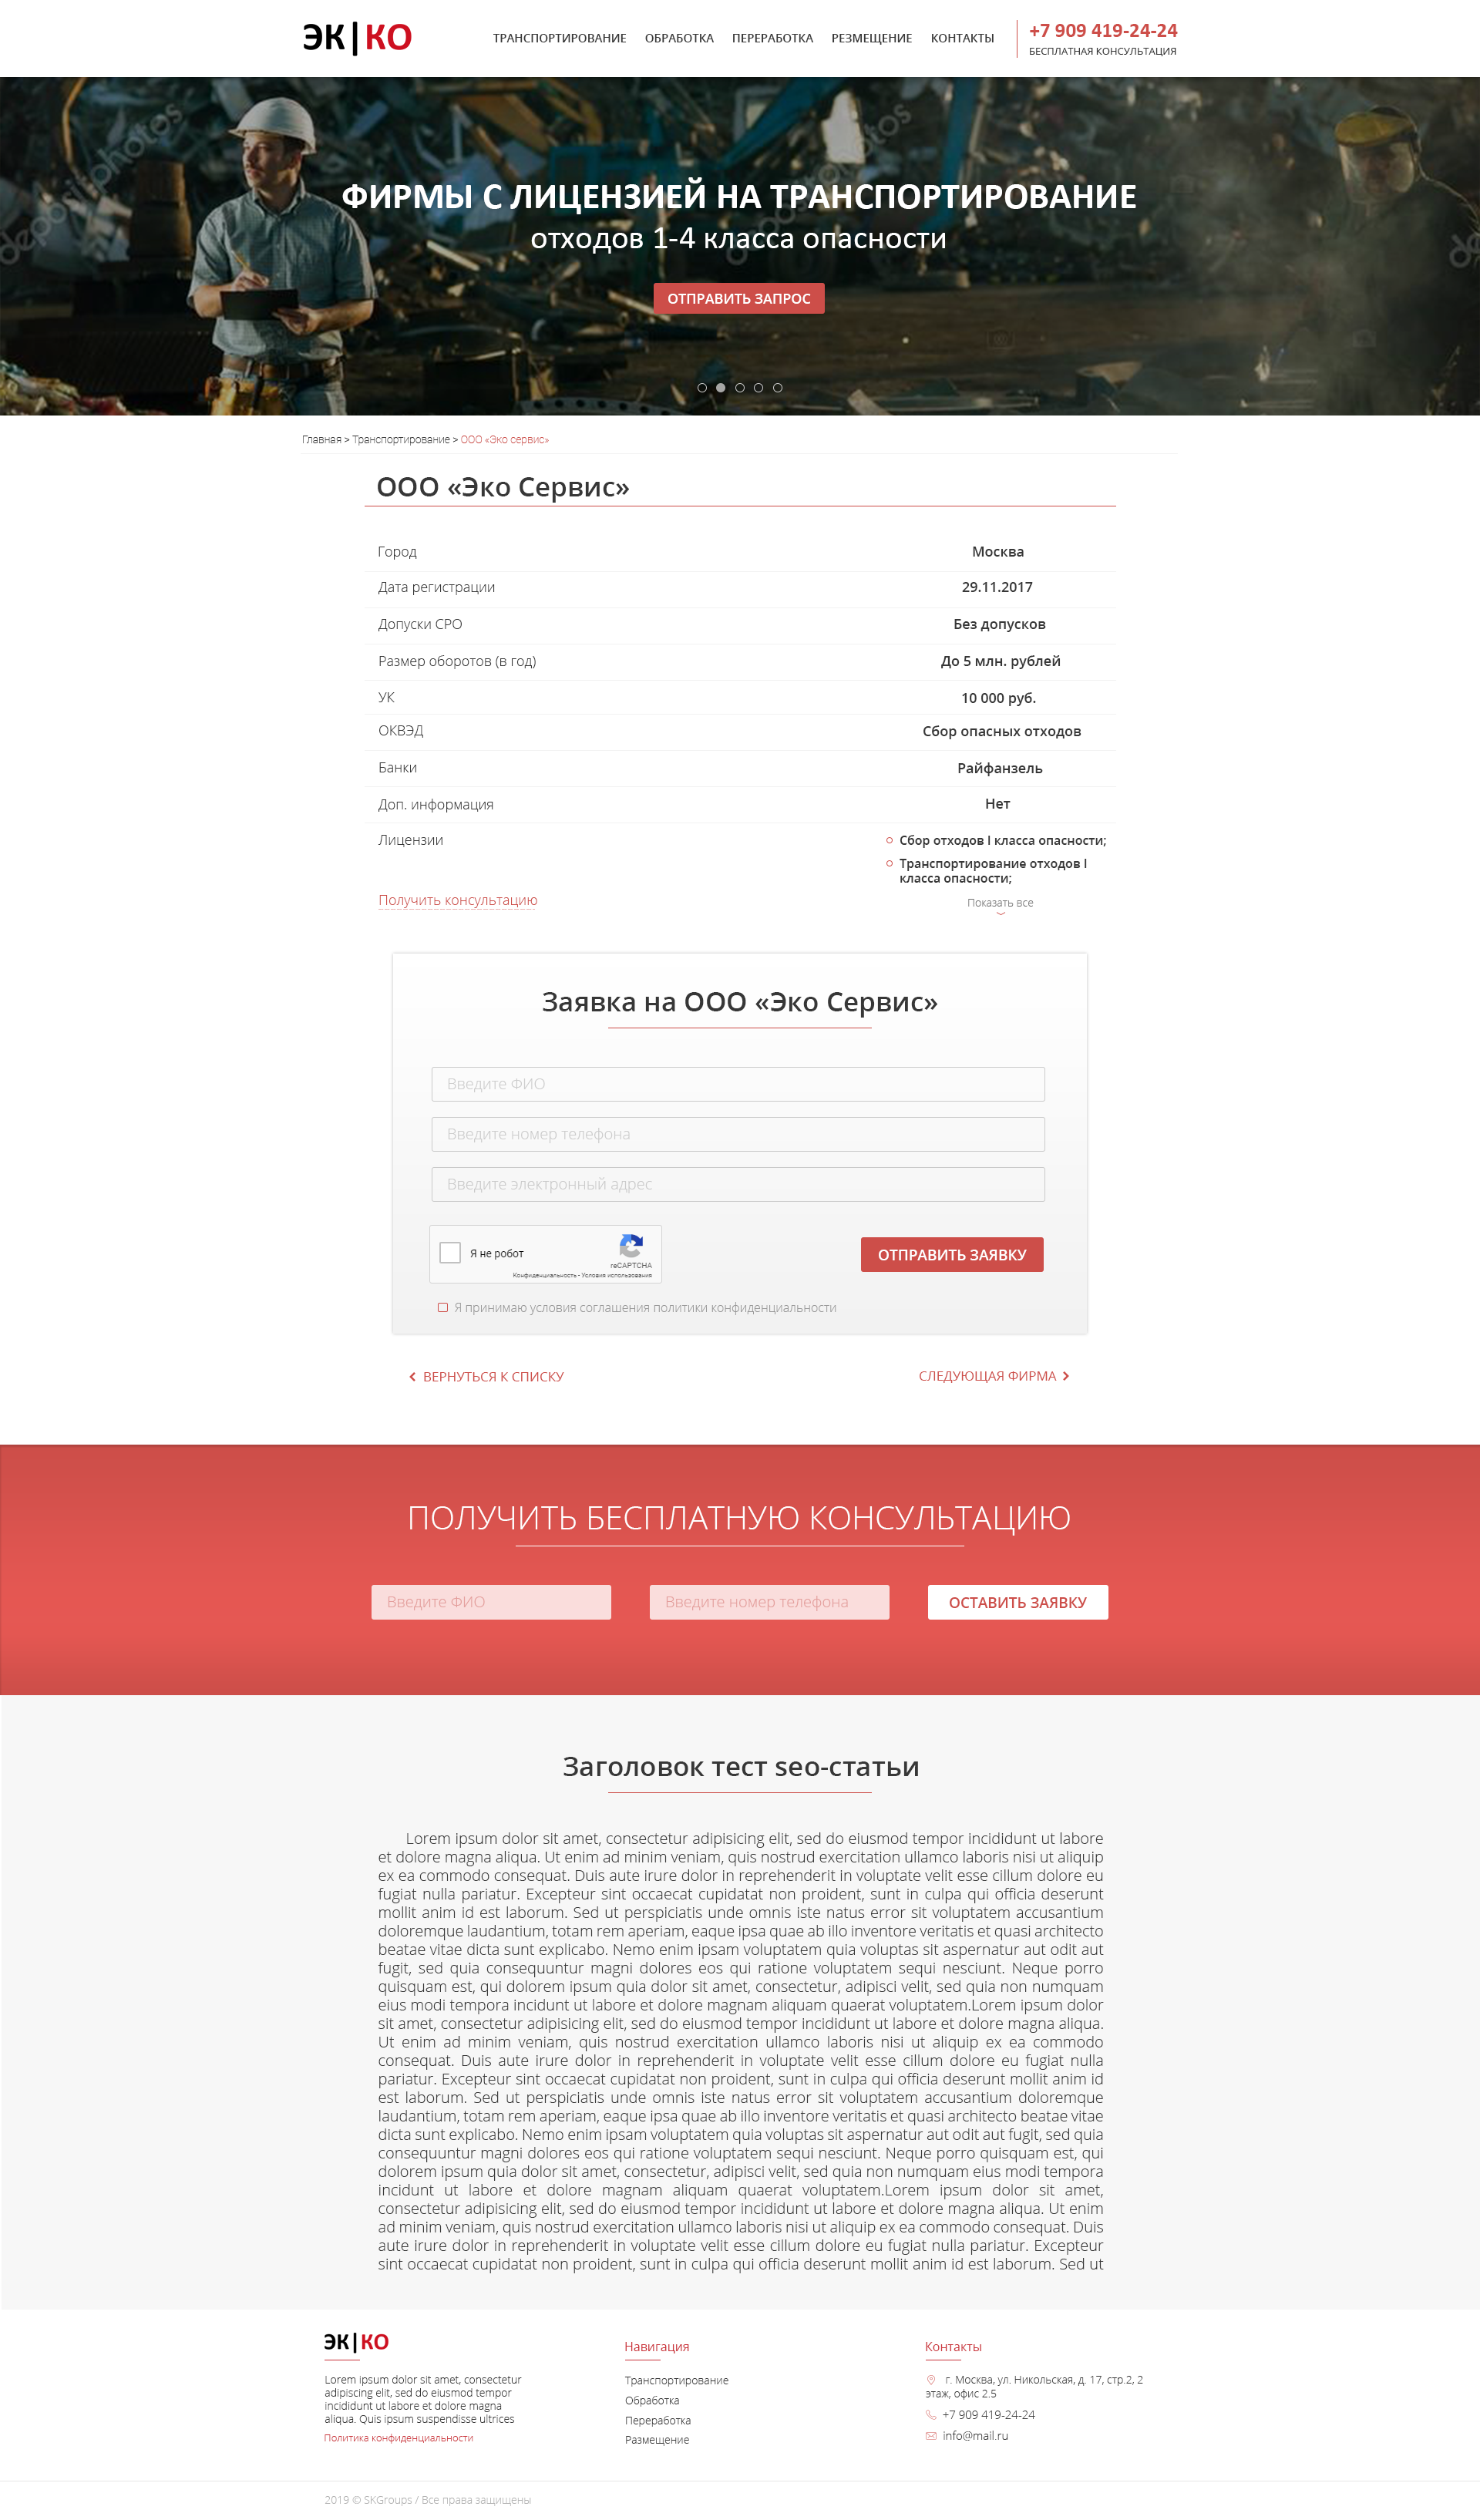 ЭК|КО
ТРАНСПОРТИРОВАНИЕ ОБРАБОТКА ПЕРЕРАБОТКА РЕЗМЕЩЕНИЕ КОНТАКТЫ
+7 909 419-24-24
БЕСПЛАТНАЯ КОНСУЛЬТАЦИЯ
depositphotos
depositphotos
ФИРМЫ С ЛИЦЕНЗИЕЙ НА ТРАНСПОРТИРОВАНИЕ
отходов 1-4 класса опасности
ОТПРАВИТЬ ЗАПРОС
Главная > Транспортирование > ООО «Эко сервис»
ООО «Эко Сервис»
Город Москва
Дата регистрации 29.11.2017
Допуски СРО Без допусков
Размер оборотов (в год) До 5 млн. рублей
УК 10 000 руб.
ОКВЭД Сбор опасных отходов
Банки Райфанзель
Доп. информация Нет
Лицензии Сбор отходов I класса опасности;
Транспортирование отходов I
класса опасности;
Получить консультацию
Показать все
Заявка на ООО «Эко Сервис»
Введите ФИО
Введите номер телефона
Введите электронный адрес
Я не робот
reCAPTCHA
Конфиденциальность - Условия использования
ОТПРАВИТЬ ЗАЯВКУ
Я принимаю условия соглашения политики конфиденциальности
ВЕРНУТЬСЯ К СПИСКУ СЛЕДУЮЩАЯ ФИРМА
ПОЛУЧИТЬ БЕСПЛАТНУЮ КОНСУЛЬТАЦИЮ
Введите ФИО Введите номер телефона ОСТАВИТЬ ЗАЯВКУ
Заголовок тест seo-статьи
Lorem ipsum dolor sit amet, consectetur adipisicing elit, sed do eiusmod tempor incididunt ut labore
et dolore magna aliqua. Ut enim ad minim veniam, quis nostrud exercitation ullamco laboris nisi ut aliquip
ex ea commodo consequat. Duis aute irure dolor in reprehenderit in voluptate velit esse cillum dolore eu
fugiat nulla pariatur. Excepteur sint occaecat cupidatat non proident, sunt in culpa qui officia deserunt
mollit anim id est laborum. Sed ut perspiciatis unde omnis iste natus error sit voluptatem accusantium
doloremque laudantium, totam rem aperiam, eaque ipsa quae ab illo inventore veritatis et quasi architecto
beatae vitae dicta sunt explicabo. Nemo enim ipsam voluptatem quia voluptas sit aspernatur aut odit aut
fugit, sed quia consequuntur magni dolores eos qui ratione voluptatem sequi nesciunt. Neque porro
quisquam est, qui dolorem ipsum quia dolor sit amet, consectetur, adipisci velit, sed quia non numquam
eius modi tempora incidunt ut labore et dolore magnam aliquam quaerat voluptatem.Lorem ipsum dolor
sit amet, consectetur adipisicing elit, sed do eiusmod tempor incididunt ut labore et dolore magna aliqua.
Ut enim ad minim veniam, quis nostrud exercitation ullamco laboris nisi ut aliquip ex ea commodo
consequat. Duis aute irure dolor in reprehenderit in voluptate velit esse cillum dolore eu fugiat nulla
pariatur. Excepteur sint occaecat cupidatat non proident, sunt in culpa qui officia deserunt mollit anim id
est laborum. Sed ut perspiciatis unde omnis iste natus error sit voluptatem accusantium doloremque
laudantium, totam rem aperiam, eaque ipsa quae ab illo inventore veritatis et quasi architecto beatae vitae
dicta sunt explicabo. Nemo enim ipsam voluptatem quia voluptas sit aspernatur aut odit aut fugit, sed quia
consequuntur magni dolores eos qui ratione voluptatem sequi nesciunt. Neque porro quisquam est, qui
dolorem ipsum quia dolor sit amet, consectetur, adipisci velit, sed quia non numquam eius modi tempora
incidunt ut labore et dolore magnam aliquam quaerat voluptatem.Lorem ipsum dolor sit amet,
consectetur adipisicing elit, sed do eiusmod tempor incididunt ut labore et dolore magna aliqua. Ut enim
ad minim veniam, quis nostrud exercitation ullamco laboris nisi ut aliquip ex ea commodo consequat. Duis
aute irure dolor in reprehenderit in voluptate velit esse cillum dolore eu fugiat nulla pariatur. Excepteur
sint occaecat cupidatat non proident, sunt in culpa qui officia deserunt mollit anim id est laborum. Sed ut
ЭК|КО
Lorem ipsum dolor sit amet, consectetur
adipiscing elit, sed do eiusmod tempor
incididunt ut labore et dolore magna
aliqua. Quis ipsum suspendisse ultrices
Политика конфиденциальности
Навигация
Транспортирование
Обработка
Переработка
Размещение
Контакты
г. Москва, ул. Никольская, д. 17, стр.2, 2
этаж, офис 2.5
+7 909 419-24-24
info@mail.ru
2019 © SKGroups / Все права защищены